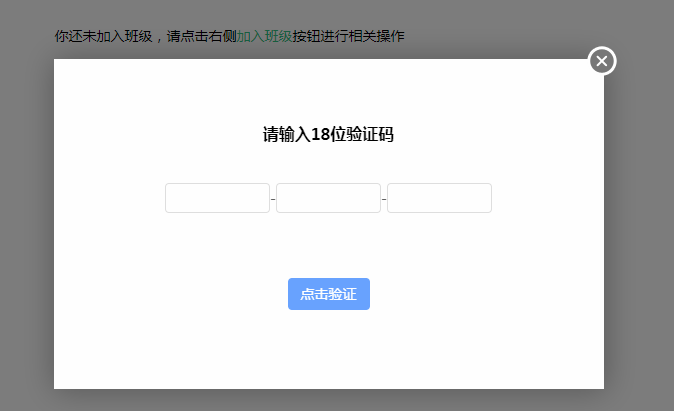 你还未加入班级，请点击右侧加入班级按钮进行相关操作
请输入18位验证码
- -
点击验证